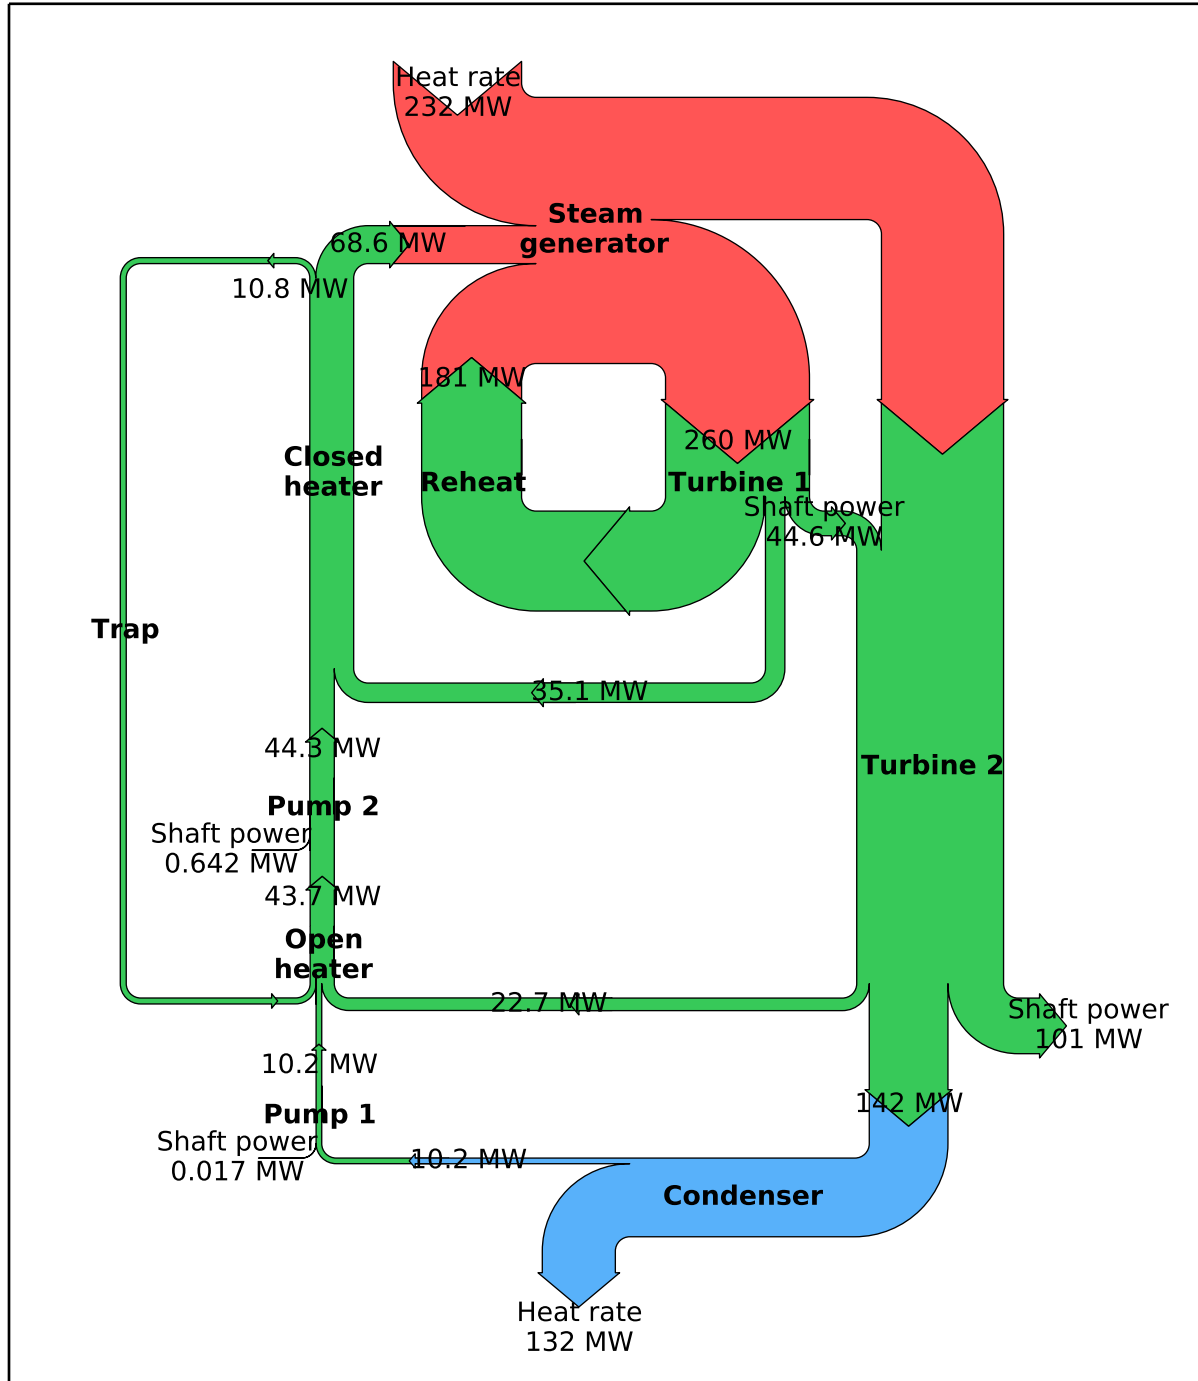 Heat rate
232 MW
Steam
generator
68.6 MW
10.8 MW
181 MW
260 MW
Closed
heater
Reheat
Turbine 1
Shaft power
44.6 MW
Trap
35.1 MW
44.3 MW
Turbine 2
Pump 2
Shaft power
0.642 MW
43.7 MW
Open
heater
22.7 MW
Shaft power
101 MW
10.2 MW
142 MW
Pump 1
Shaft power
0.017 MW
10.2 MW
Condenser
Heat rate
132 MW